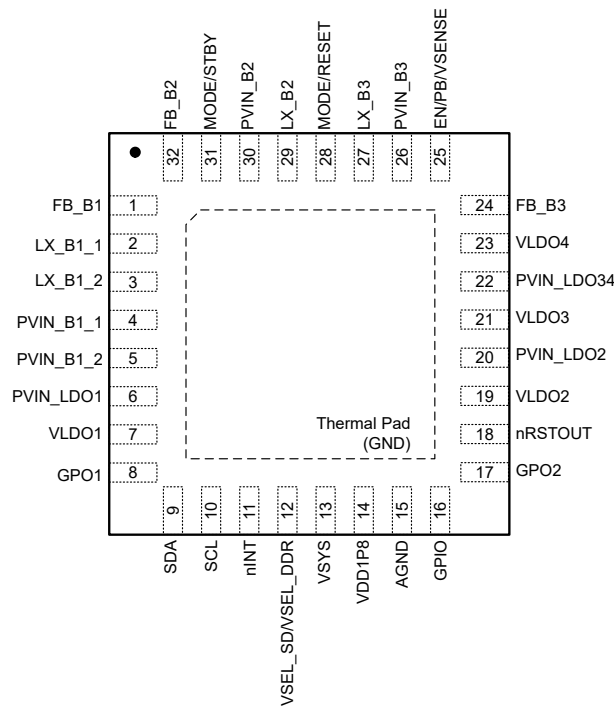 FB_B2
MODE/STBY
PVIN_B2
LX_B2
MODE/RESET
LX_B3
PVIN_B3
EN/PB/VSENSE
32
31
30
29
28
27
26
25
FB_B1 1
LX_B1_1 2
LX_B1_2 3
PVIN_B1_1 4
PVIN_B1_2 5
PVIN_LDO1 6
VLDO1 7
GPO1 8
24 FB_B3
23 VLDO4
22 PVIN_LDO34
21 VLDO3
20 PVIN_LDO2
19 VLDO2
18 nRSTOUT
17 GPO2
Thermal Pad
(GND)
9
10
11
12
13
14
15
16
SDA
SCL
nINT
VSEL_SD/VSEL_DDR
VSYS
VDD1P8
AGND
GPIO